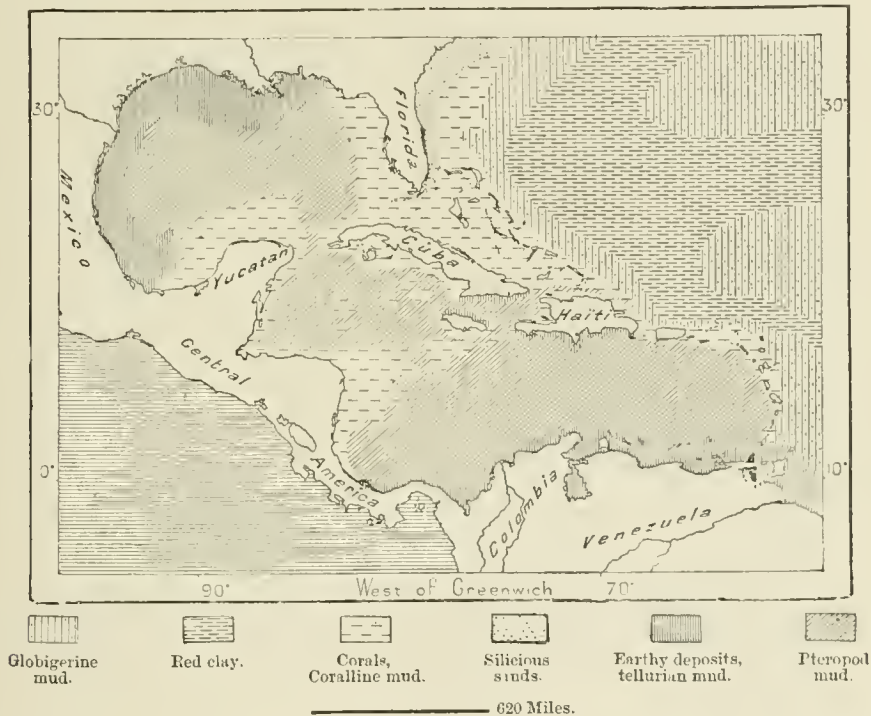 30°
30°
Florida
Mexico
Cuba
Yucatan
Haiti
Central
America
0°
10°
Colombia
Venezuela
90°
West of Greenwich
70°
Globigerine
mud.
Red clay.
Corals,
Coralline mud.
Silicious
sands.
Earthy deposits,
tellurian mud.
Pteropod
mud.
620 Miles.